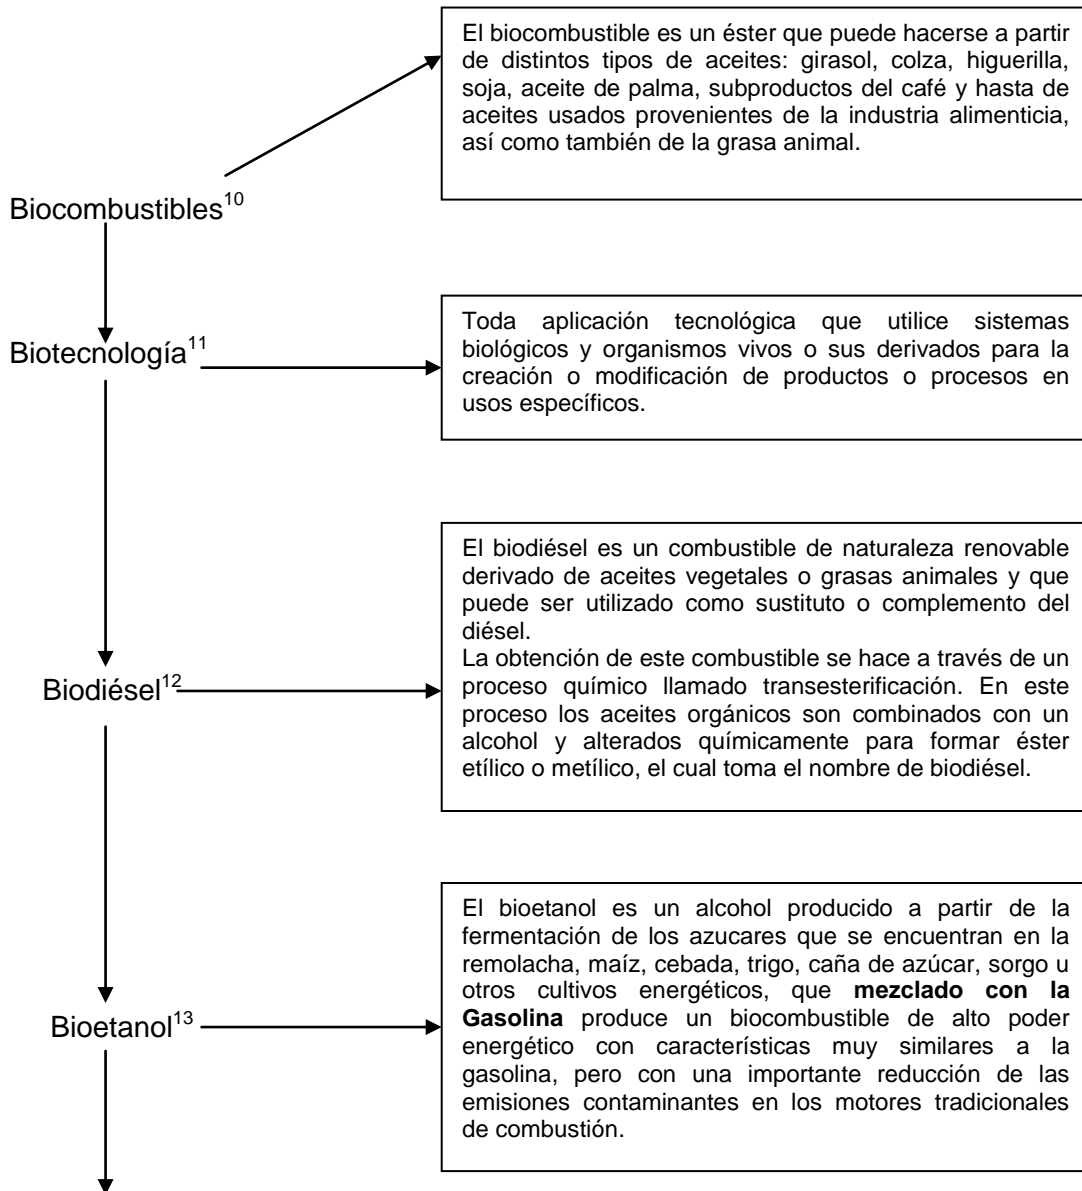 El biocombustible es un éster que puede hacerse a partir
de distintos tipos de aceites: girasol, colza, higuerilla,
soja, aceite de palma, subproductos del café y hasta de
aceites usados provenientes de la industria alimenticia,
así como también de la grasa animal.
Biocombustibles10
Biotecnología11
Toda aplicación tecnológica que utilice sistemas
biológicos y organismos vivos o sus derivados para la
creación o modificación de productos o procesos en
usos específicos.
El biodiésel es un combustible de naturaleza renovable
derivado de aceites vegetales o grasas animales y que
puede ser utilizado como sustituto o complemento del
diésel.
La obtención de este combustible se hace a través de un
proceso químico llamado transesterificación. En este
proceso los aceites orgánicos son combinados con un
alcohol y alterados químicamente para formar éster
etílico o metílico, el cual toma el nombre de biodiésel.
Biodiésel12
El bioetanol es un alcohol producido a partir de la
fermentación de los azucares que se encuentran en la
remolacha, maíz, cebada, trigo, caña de azúcar, sorgo u
otros cultivos energéticos, que mezclado con la
Gasolina produce un biocombustible de alto poder
energético con características muy similares a la
gasolina, pero con una importante reducción de las
emisiones contaminantes en los motores tradicionales
de combustión.
Bioetanol13